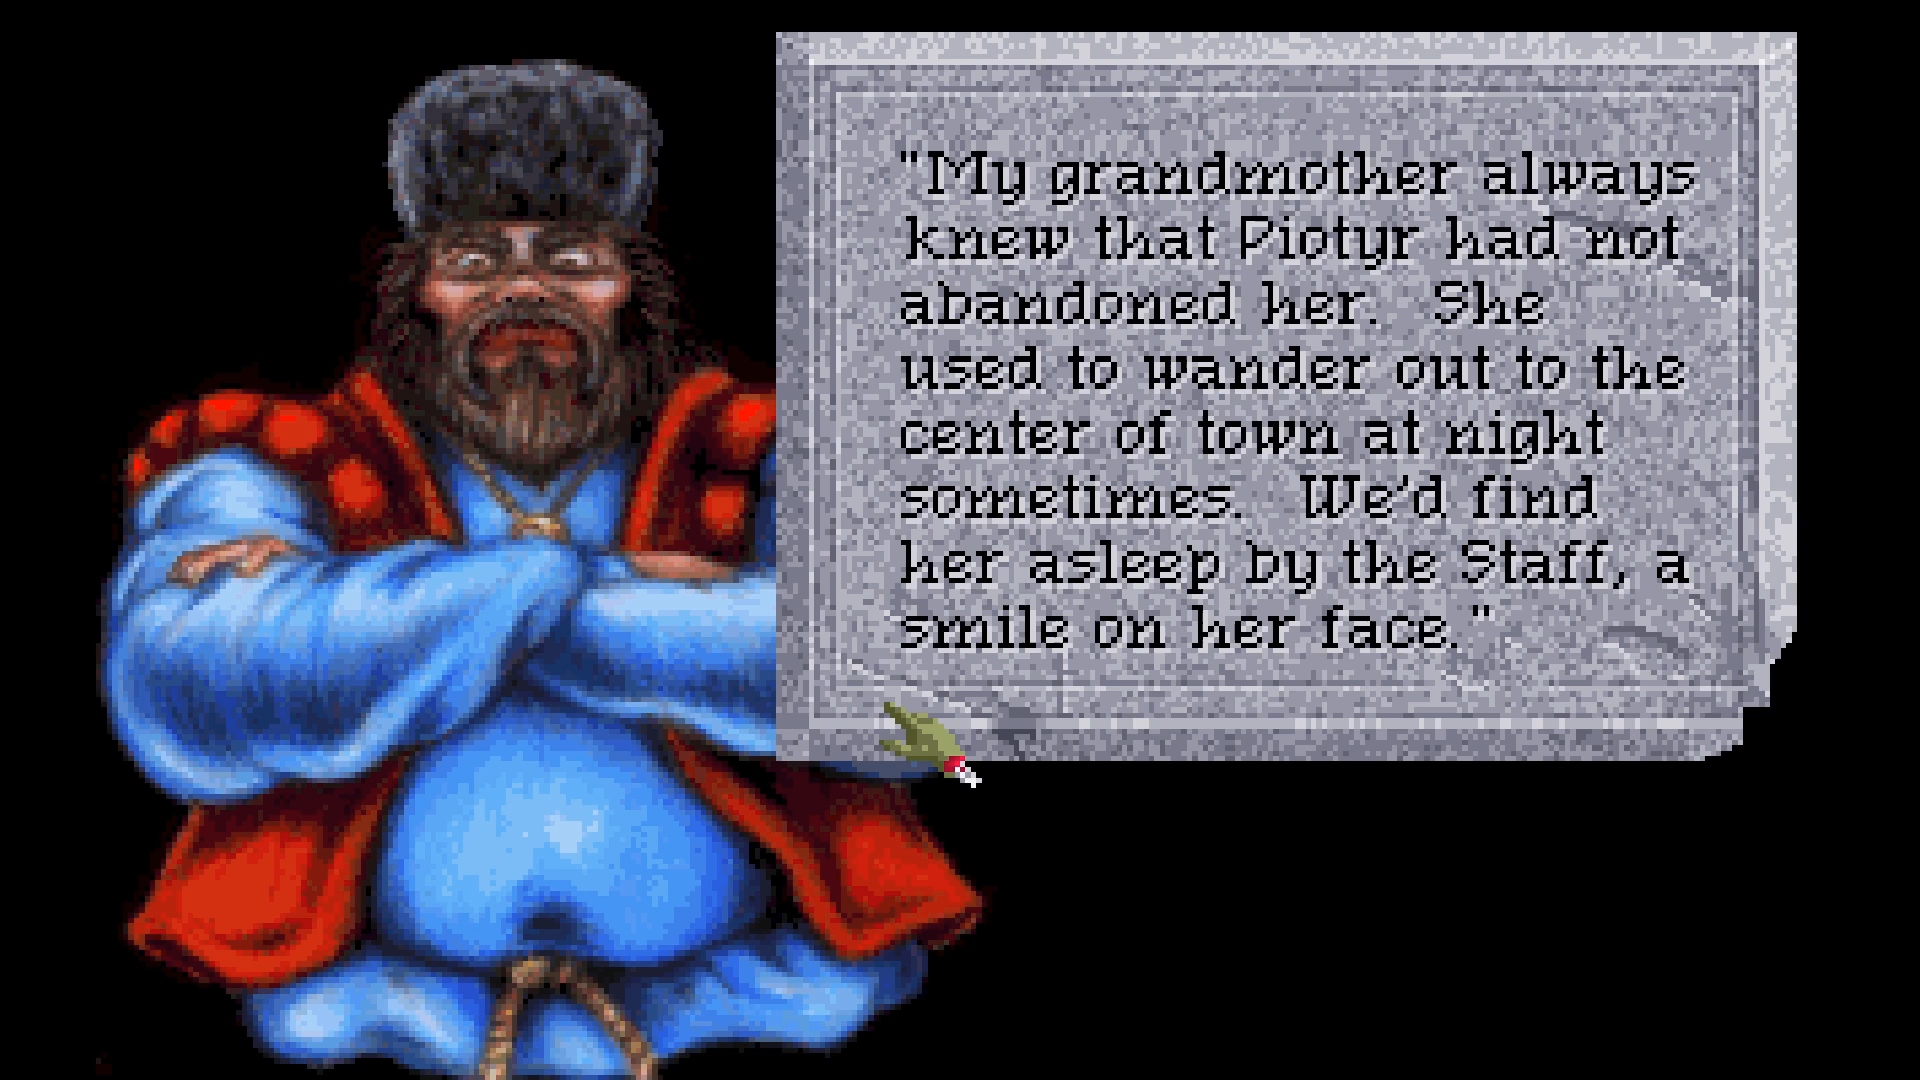 "My grandmother always
knew that Piotyr had not
abandoned her.  She
used to wander out to the
center of town at night
sometimes.  We'd find
her asleep by the Staff, a
smile on her face."